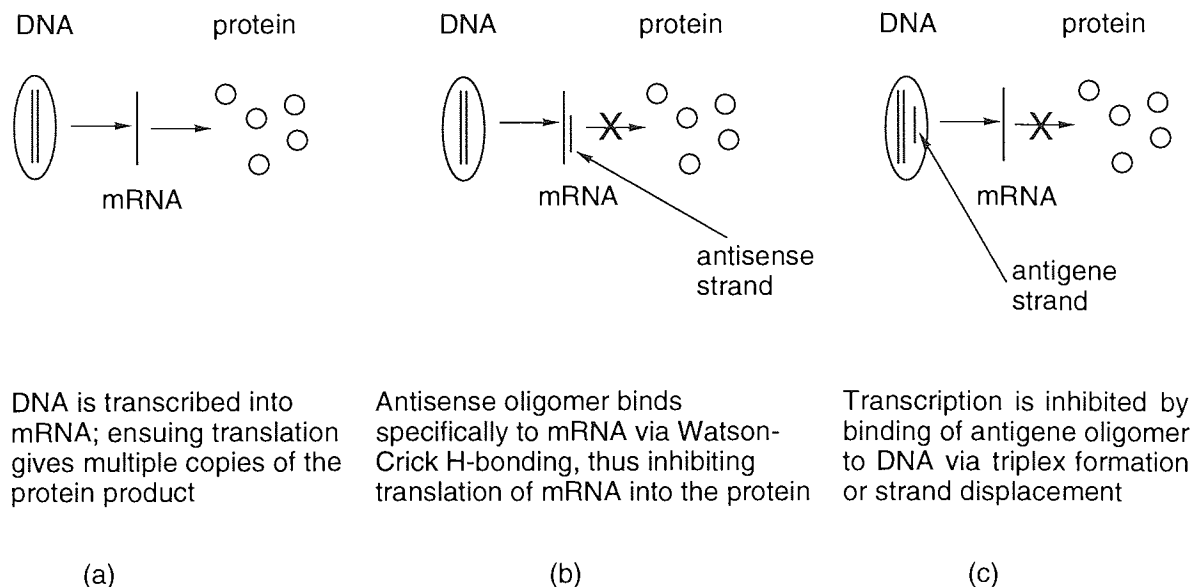 DNA protein
mRNA
DNA is transcribed into
mRNA; ensuing translation
gives multiple copies of the
protein product
(a)
DNA protein
mRNA
antisense
strand
Antisense oligomer binds
specifically to mRNA via Watson-
Crick H-bonding, thus inhibiting
translation of mRNA into the protein
(b)
DNA protein
mRNA
antigene
strand
Transcription is inhibited by
binding of antigene oligomer
to DNA via triplex formation
or strand displacement
(c)